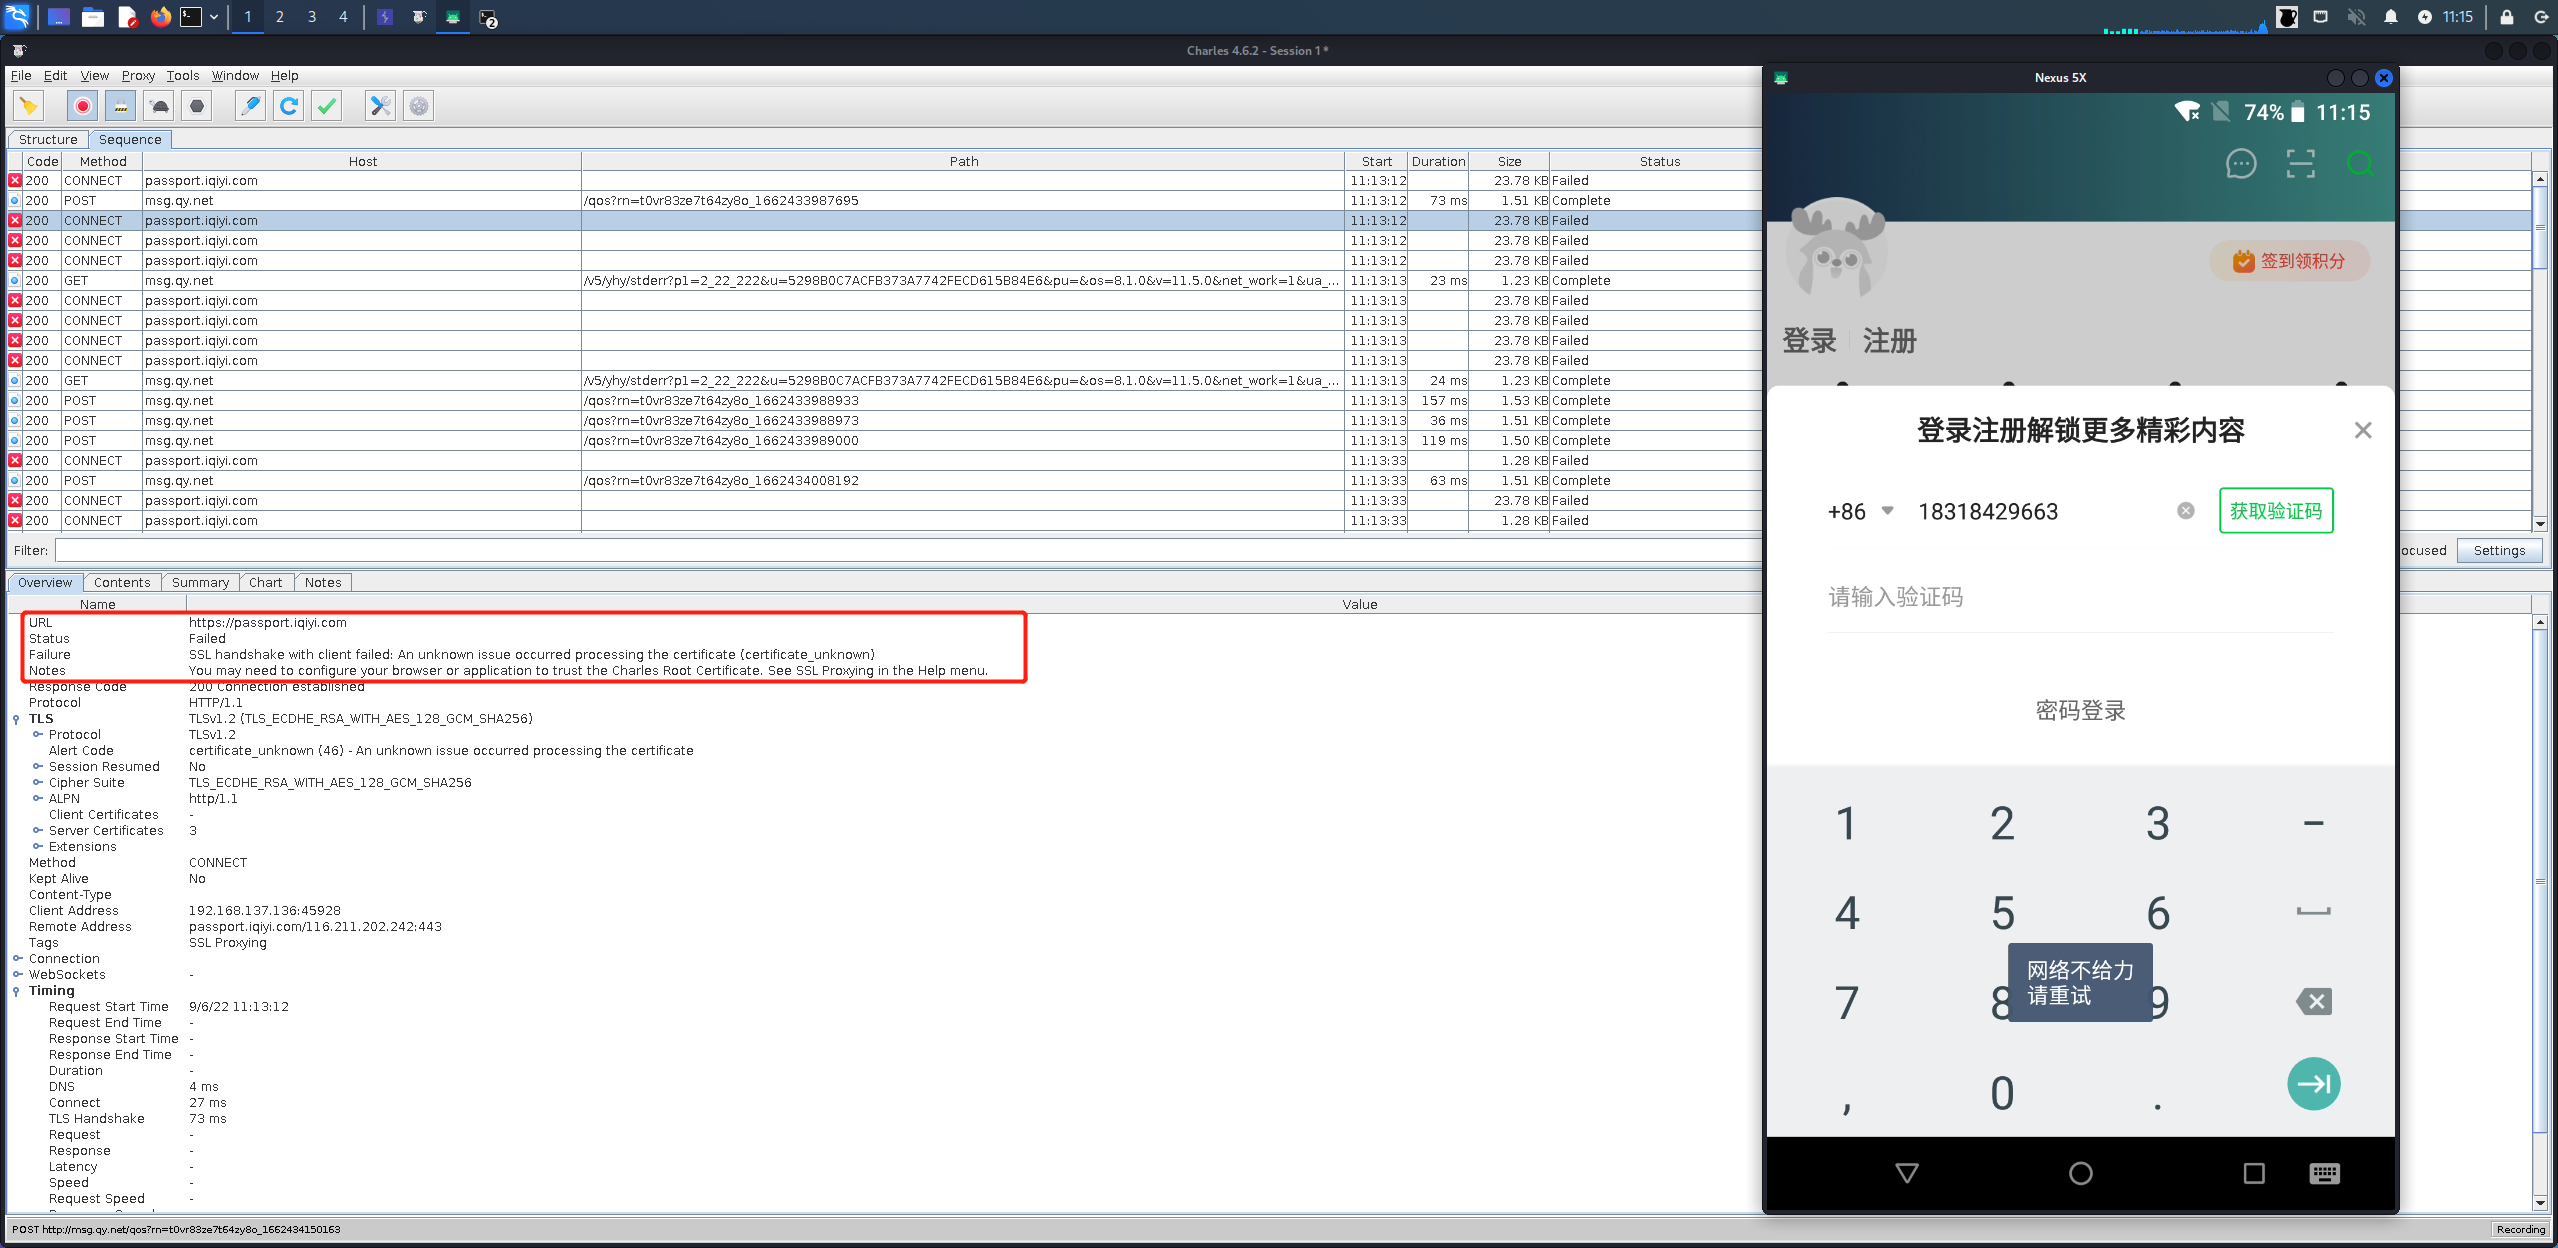 1 2 3 4 2 11:15
Charles 4.6.2 - Session 1 *
File Edit View Proxy Tools Window Help
Structure Sequence
Code Method Host Path Start Duration Size Status
200 CONNECT passport.iqiyi.com 11:13:12 23.78 KB Failed
200 POST msg.qy.net /qos?rn=t0vr83ze7t64zy8o_1662433987695 11:13:12 73 ms 1.51 KB Complete
200 CONNECT passport.iqiyi.com 11:13:12 23.78 KB Failed
200 CONNECT passport.iqiyi.com 11:13:12 23.78 KB Failed
200 CONNECT passport.iqiyi.com 11:13:12 23.78 KB Failed
200 GET msg.qy.net /v5/yhy/stderr?p1=2_22_222&u=5298B0C7ACFB373A7742FECD615B84E6&pu=&os=8.1.0&v=11.5.0&net_work=1&ua_... 11:13:13 23 ms 1.23 KB Complete
200 CONNECT passport.iqiyi.com 11:13:13 23.78 KB Failed
200 CONNECT passport.iqiyi.com 11:13:13 23.78 KB Failed
200 CONNECT passport.iqiyi.com 11:13:13 23.78 KB Failed
200 CONNECT passport.iqiyi.com 11:13:13 23.78 KB Failed
200 GET msg.qy.net /v5/yhy/stderr?p1=2_22_222&u=5298B0C7ACFB373A7742FECD615B84E6&pu=&os=8.1.0&v=11.5.0&net_work=1&ua_... 11:13:13 24 ms 1.23 KB Complete
200 POST msg.qy.net /qos?rn=t0vr83ze7t64zy8o_1662433988933 11:13:13 157 ms 1.53 KB Complete
200 POST msg.qy.net /qos?rn=t0vr83ze7t64zy8o_1662433988973 11:13:13 36 ms 1.51 KB Complete
200 POST msg.qy.net /qos?rn=t0vr83ze7t64zy8o_1662433989000 11:13:13 119 ms 1.50 KB Complete
200 CONNECT passport.iqiyi.com 11:13:33 1.28 KB Failed
200 POST msg.qy.net /qos?rn=t0vr83ze7t64zy8o_1662434008192 11:13:33 63 ms 1.51 KB Complete
200 CONNECT passport.iqiyi.com 11:13:33 23.78 KB Failed
200 CONNECT passport.iqiyi.com 11:13:33 1.28 KB Failed
Filter: ocused Settings
Overview Contents Summary Chart Notes
Name Value
URL https://passport.iqiyi.com
Status Failed
Failure SSL handshake with client failed: An unknown issue occurred processing the certificate (certificate_unknown)
Notes You may need to configure your browser or application to trust the Charles Root Certificate. See SSL Proxying in the Help menu.
Response Code 200 Connection established
Protocol HTTP/1.1
TLS TLSv1.2 (TLS_ECDHE_RSA_WITH_AES_128_GCM_SHA256)
Protocol TLSv1.2
Alert Code certificate_unknown (46) - An unknown issue occurred processing the certificate
Session Resumed No
Cipher Suite TLS_ECDHE_RSA_WITH_AES_128_GCM_SHA256
ALPN http/1.1
Client Certificates -
Server Certificates 3
Extensions
Method CONNECT
Kept Alive No
Content-Type
Client Address 192.168.137.136:45928
Remote Address passport.iqiyi.com/116.211.202.242:443
Tags SSL Proxying
Connection
WebSockets -
Timing
Request Start Time 9/6/22 11:13:12
Request End Time -
Response Start Time -
Response End Time -
Duration -
DNS 4 ms
Connect 27 ms
TLS Handshake 73 ms
Request -
Response -
Latency -
Speed -
Request Speed -
POST http://msg.qy.net/qos?rn=t0vr83ze7t64zy8o_1662434150163 Recording
Nexus 5X
74% 11:15
签到领积分
登录 注册
登录注册解锁更多精彩内容
+86 18318429663 获取验证码
请输入验证码
密码登录
1 2 3 -
4 5 6
7 8 9
网络不给力
请重试
, 0 .